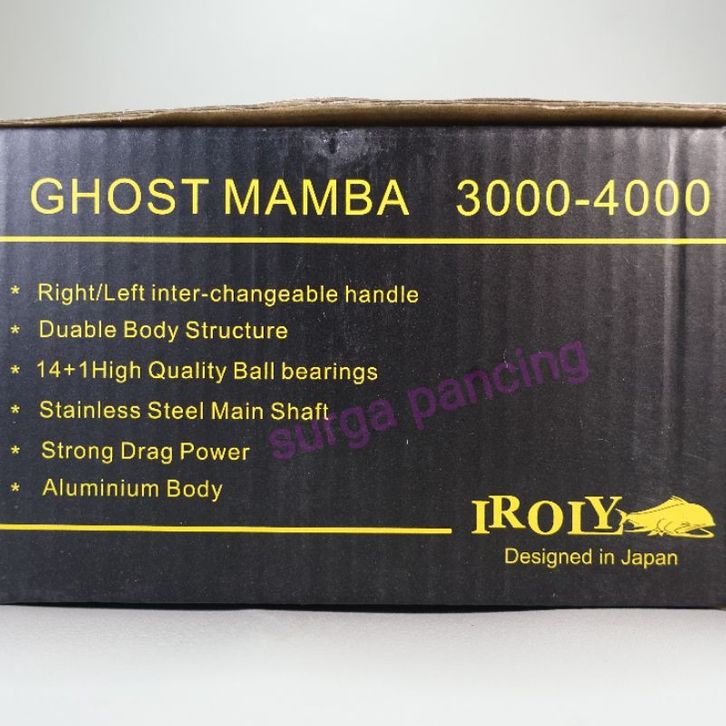 GHOST MAMBA 3000-4000
* Right/Left inter-changeable handle
* Duable Body Structure
* 14+1High Quality Ball bearings
* Stainless Steel Main Shaft
* Strong Drag Power
* Aluminium Body
surga pancing
IROLY
Designed in Japan